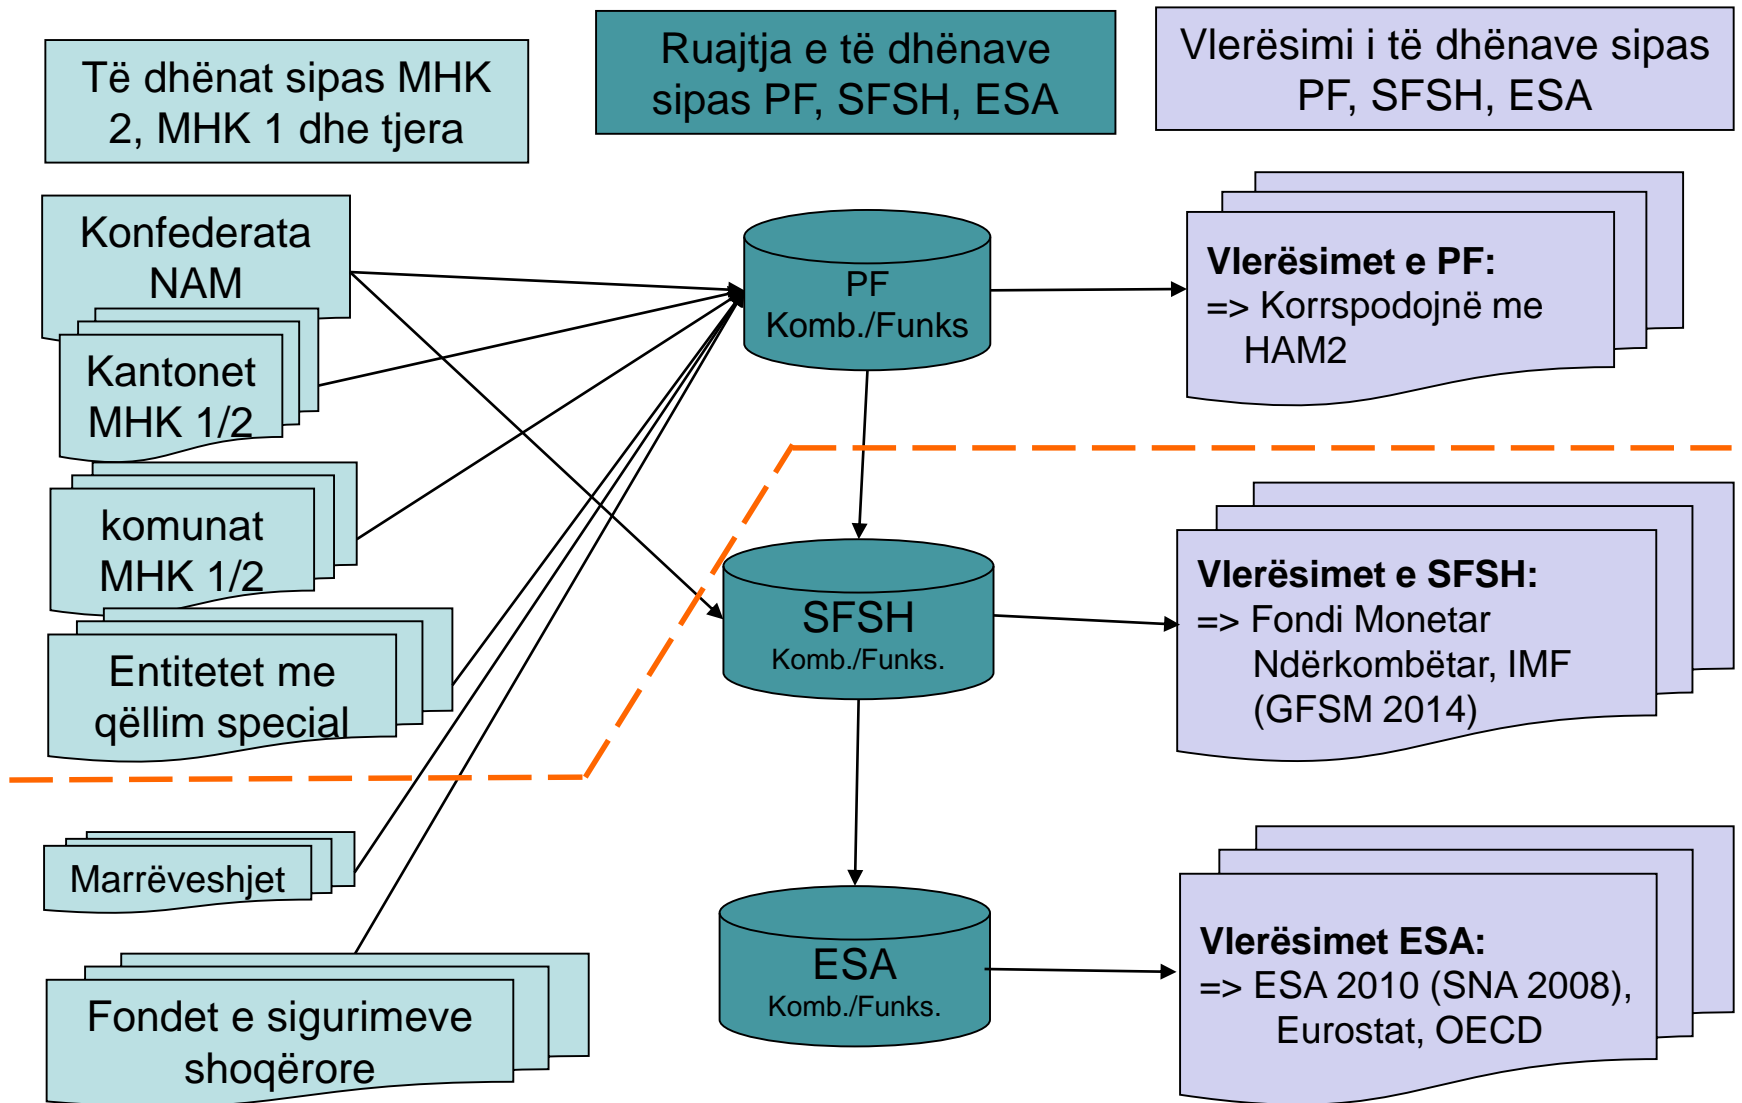 Të dhënat sipas MHK
2, MHK 1 dhe tjera
Ruajtja e të dhënave
sipas PF, SFSH, ESA
Vlerësimi i të dhënave sipas
PF, SFSH, ESA
Konfederata
NAM
Kantonet
MHK 1/2
komunat
MHK 1/2
Entitetet me
qëllim special
Marrëveshjet
Fondet e sigurimeve
shoqërore
PF
Komb./Funks
SFSH
Komb./Funks.
ESA
Komb./Funks.
Vlerësimet e PF:
=> Korrspodojnë me
HAM2
Vlerësimet e SFSH:
=> Fondi Monetar
Ndërkombëtar, IMF
(GFSM 2014)
Vlerësimet ESA:
=> ESA 2010 (SNA 2008),
Eurostat, OECD